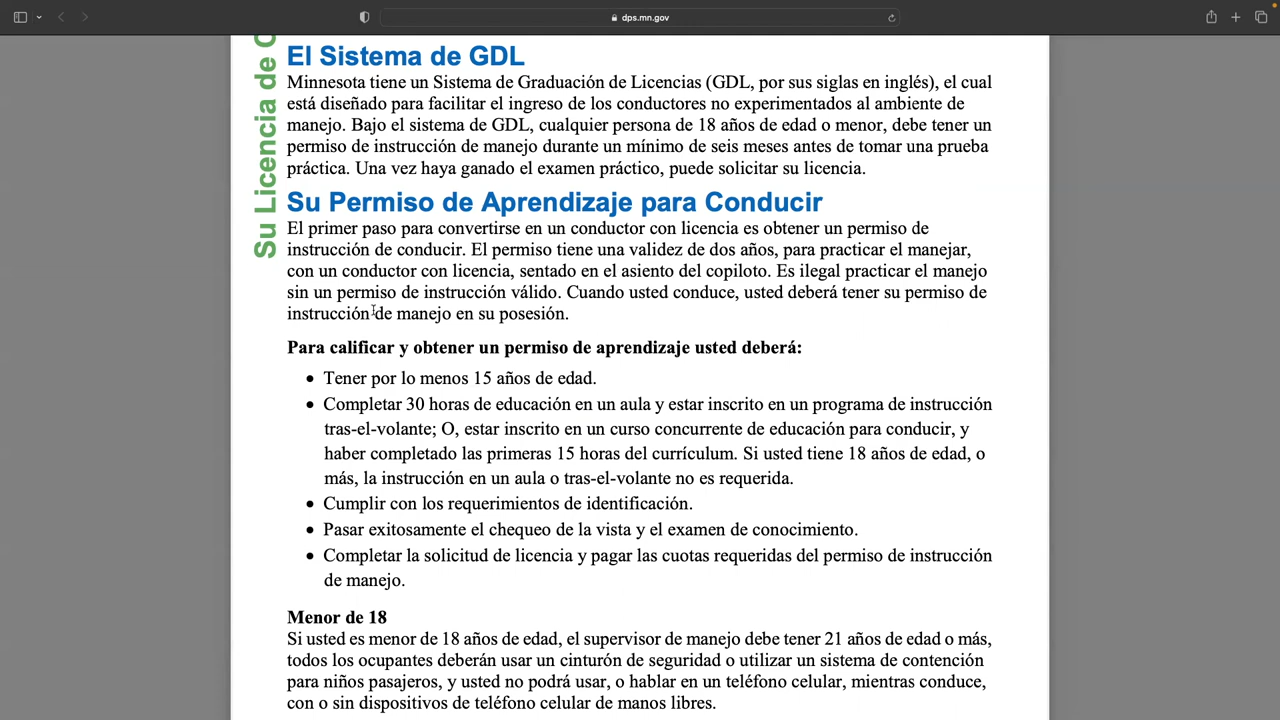 dps.mn.gov
Su Licencia de
El Sistema de GDL
Minnesota tiene un Sistema de Graduación de Licencias (GDL, por sus siglas en inglés), el cual
está diseñado para facilitar el ingreso de los conductores no experimentados al ambiente de
manejo. Bajo el sistema de GDL, cualquier persona de 18 años de edad o menor, debe tener un
permiso de instrucción de manejo durante un mínimo de seis meses antes de tomar una prueba
práctica. Una vez haya ganado el examen práctico, puede solicitar su licencia.
Su Permiso de Aprendizaje para Conducir
El primer paso para convertirse en un conductor con licencia es obtener un permiso de
instrucción de conducir. El permiso tiene una validez de dos años, para practicar el manejar,
con un conductor con licencia, sentado en el asiento del copiloto. Es ilegal practicar el manejo
sin un permiso de instrucción válido. Cuando usted conduce, usted deberá tener su permiso de
instrucción de manejo en su posesión.
Para calificar y obtener un permiso de aprendizaje usted deberá:
• Tener por lo menos 15 años de edad.
• Completar 30 horas de educación en un aula y estar inscrito en un programa de instrucción
tras-el-volante; O, estar inscrito en un curso concurrente de educación para conducir, y
haber completado las primeras 15 horas del currículum. Si usted tiene 18 años de edad, o
más, la instrucción en un aula o tras-el-volante no es requerida.
• Cumplir con los requerimientos de identificación.
• Pasar exitosamente el chequeo de la vista y el examen de conocimiento.
• Completar la solicitud de licencia y pagar las cuotas requeridas del permiso de instrucción
de manejo.
Menor de 18
Si usted es menor de 18 años de edad, el supervisor de manejo debe tener 21 años de edad o más,
todos los ocupantes deberán usar un cinturón de seguridad o utilizar un sistema de contención
para niños pasajeros, y usted no podrá usar, o hablar en un teléfono celular, mientras conduce,
con o sin dispositivos de teléfono celular de manos libres.